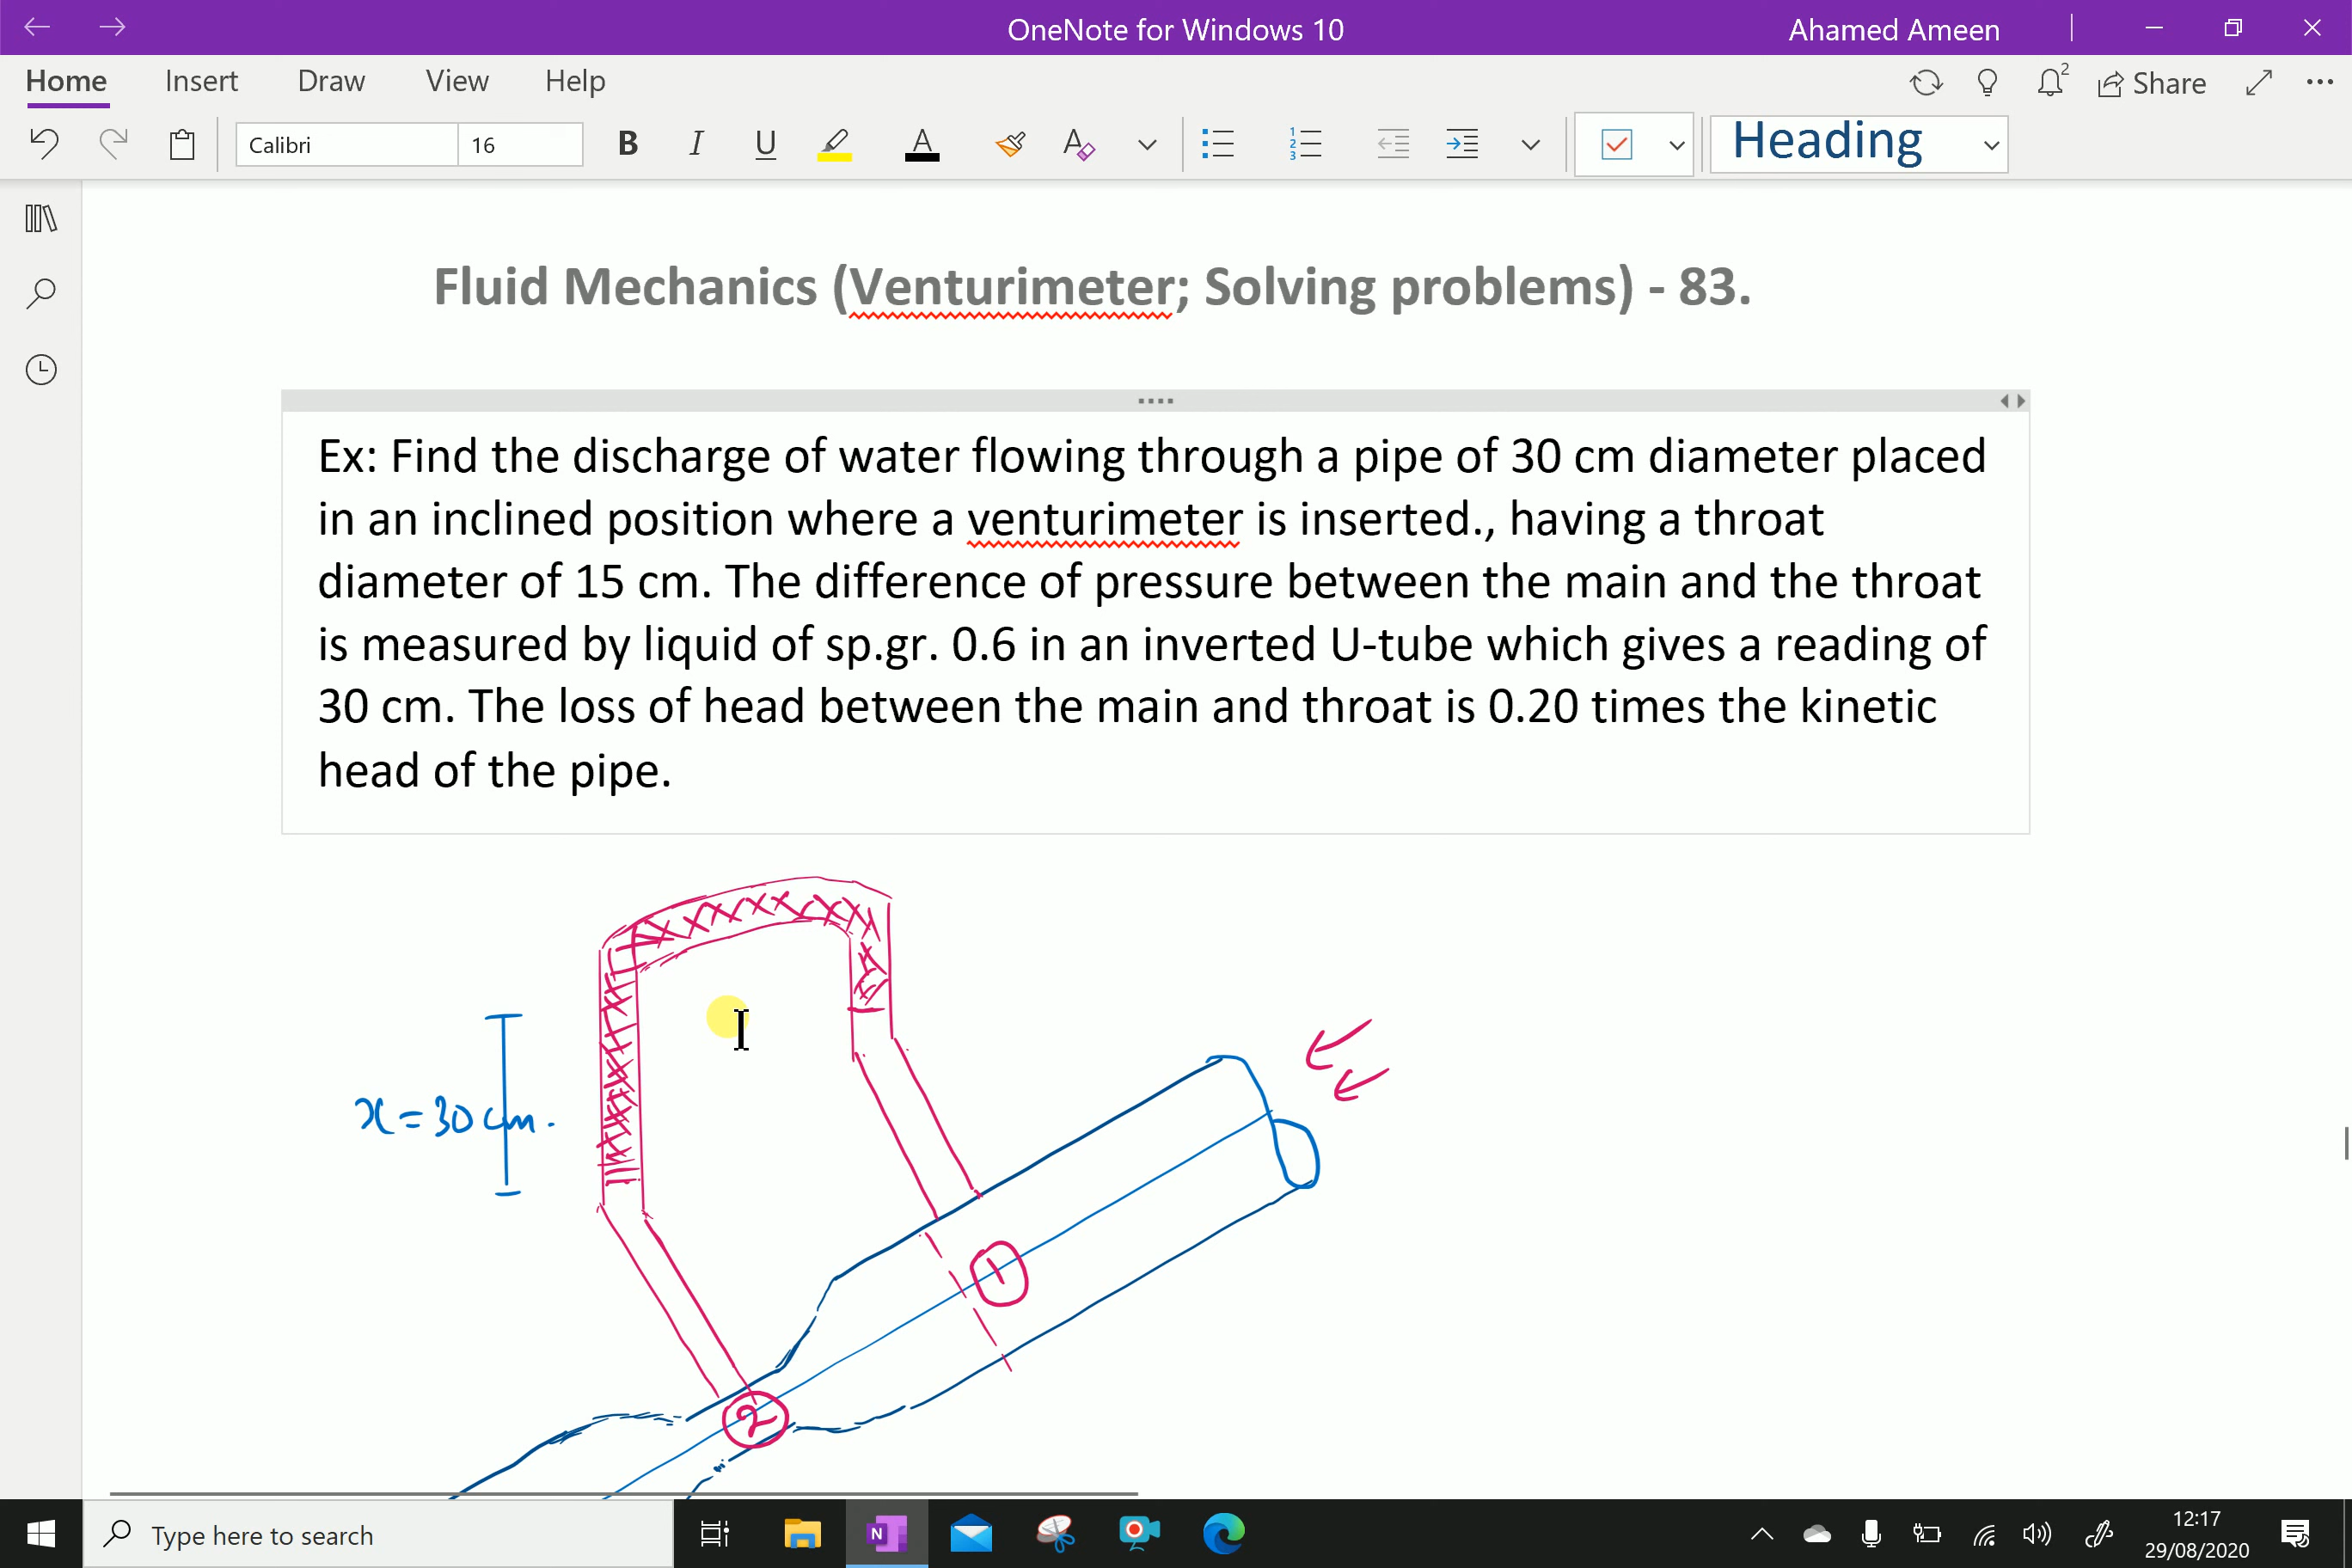 OneNote for Windows 10
Ahamed Ameen
Home Insert Draw View Help
2
Share
Calibri 16 B I U A A 1 2 3 Heading
Fluid Mechanics (Venturimeter; Solving problems) - 83.
Ex: Find the discharge of water flowing through a pipe of 30 cm diameter placed
in an inclined position where a venturimeter is inserted., having a throat
diameter of 15 cm. The difference of pressure between the main and the throat
is measured by liquid of sp.gr. 0.6 in an inverted U-tube which gives a reading of
30 cm. The loss of head between the main and throat is 0.20 times the kinetic
head of the pipe.
x = 30 cm.
1
2
Type here to search
N
12:17
29/08/2020